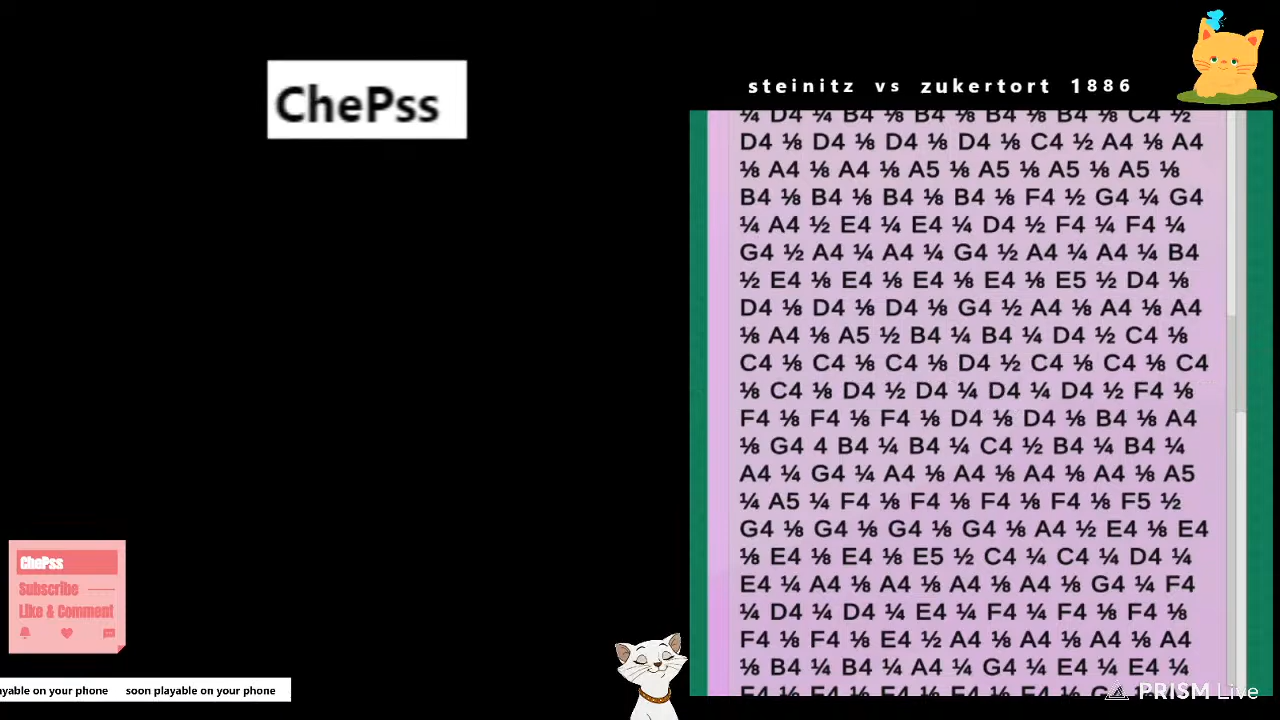 ChePss
steinitz vs zukertort 1886
¼ D4 ¼ B4 ⅛ B4 ⅛ B4 ⅛ B4 ⅛ C4 ½
D4 ⅛ D4 ⅛ D4 ⅛ D4 ⅛ C4 ½ A4 ⅛ A4
⅛ A4 ⅛ A4 ⅛ A5 ⅛ A5 ⅛ A5 ⅛ A5 ⅛
B4 ⅛ B4 ⅛ B4 ⅛ B4 ⅛ F4 ½ G4 ¼ G4
¼ A4 ½ E4 ¼ E4 ¼ D4 ½ F4 ¼ F4 ¼
G4 ½ A4 ¼ A4 ¼ G4 ½ A4 ¼ A4 ¼ B4
½ E4 ⅛ E4 ⅛ E4 ⅛ E4 ⅛ E5 ½ D4 ⅛
D4 ⅛ D4 ⅛ D4 ⅛ G4 ½ A4 ⅛ A4 ⅛ A4
⅛ A4 ⅛ A5 ½ B4 ¼ B4 ¼ D4 ½ C4 ⅛
C4 ⅛ C4 ⅛ C4 ⅛ D4 ½ C4 ⅛ C4 ⅛ C4
⅛ C4 ⅛ D4 ½ D4 ¼ D4 ¼ D4 ½ F4 ⅛
F4 ⅛ F4 ⅛ F4 ⅛ D4 ⅛ D4 ⅛ B4 ⅛ A4
⅛ G4 4 B4 ¼ B4 ¼ C4 ½ B4 ¼ B4 ¼
A4 ¼ G4 ¼ A4 ⅛ A4 ⅛ A4 ⅛ A4 ⅛ A5
¼ A5 ¼ F4 ⅛ F4 ⅛ F4 ⅛ F4 ⅛ F5 ½
G4 ⅛ G4 ⅛ G4 ⅛ G4 ⅛ A4 ½ E4 ⅛ E4
⅛ E4 ⅛ E4 ⅛ E5 ½ C4 ¼ C4 ¼ D4 ¼
E4 ¼ A4 ⅛ A4 ⅛ A4 ⅛ A4 ⅛ G4 ¼ F4
¼ D4 ¼ D4 ¼ E4 ¼ F4 ¼ F4 ⅛ F4 ⅛
F4 ⅛ F4 ⅛ E4 ½ A4 ⅛ A4 ⅛ A4 ⅛ A4
⅛ B4 ¼ B4 ¼ A4 ¼ G4 ¼ E4 ¼ E4 ¼
ChePss
Subscribe
Like & Comment
ayable on your phone soon playable on your phone
PRISM Live